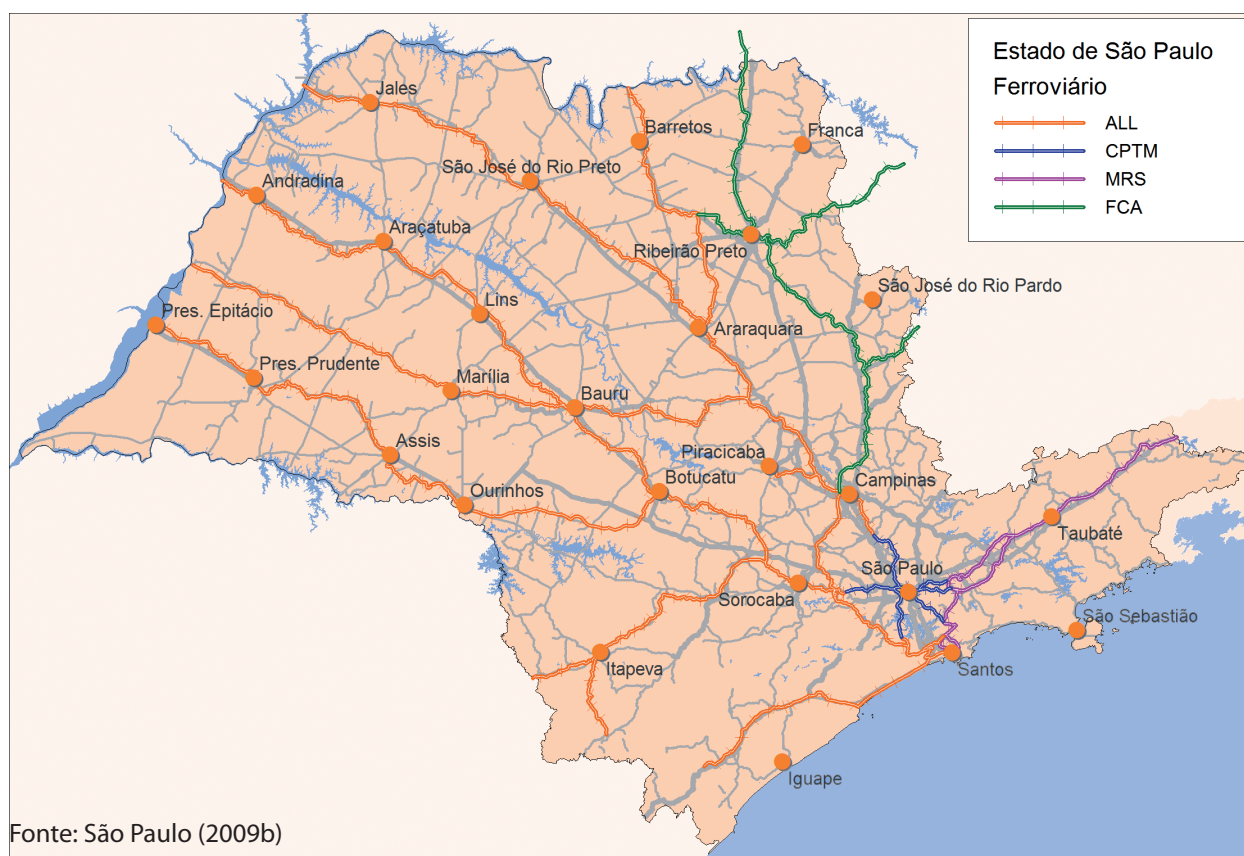 Estado de São Paulo
Ferroviário
ALL
CPTM
MRS
FCA
Jales
Barretos
Franca
São José do Rio Preto
Andradina
Araçatuba
Ribeirão Preto
São José do Rio Pardo
Lins
Pres. Epitácio
Araraquara
Pres. Prudente
Marília
Bauru
Assis
Piracicaba
Botucatu
Campinas
Ourinhos
Taubaté
São Paulo
Sorocaba
São Sebastião
Itapeva
Santos
Iguape
Fonte: São Paulo (2009b)